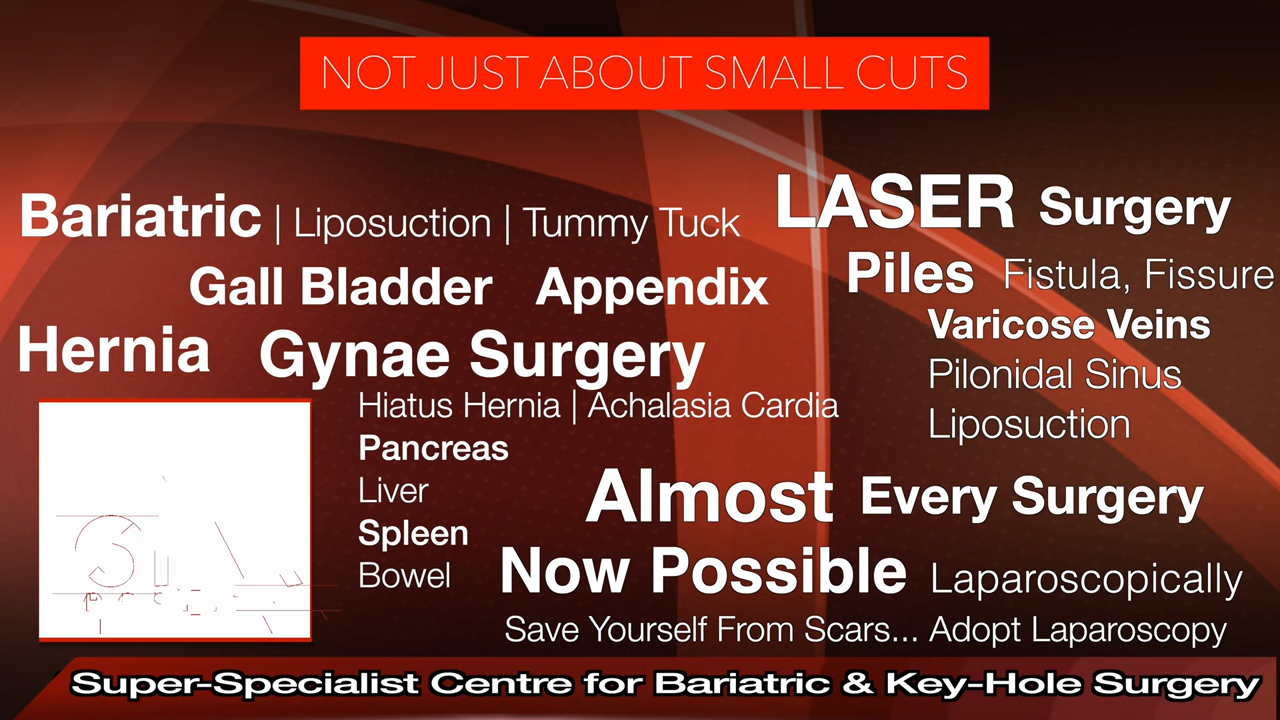 NOT JUST ABOUT SMALL CUTS
Bariatric | Liposuction | Tummy Tuck
Gall Bladder Appendix
Hernia Gynae Surgery
Hiatus Hernia | Achalasia Cardia
Pancreas
Liver
Spleen
Bowel
LASER Surgery
Piles Fistula, Fissure
Varicose Veins
Pilonidal Sinus
Liposuction
Almost Every Surgery
Now Possible Laparoscopically
Save Yourself From Scars... Adopt Laparoscopy
Super-Specialist Centre for Bariatric & Key-Hole Surgery